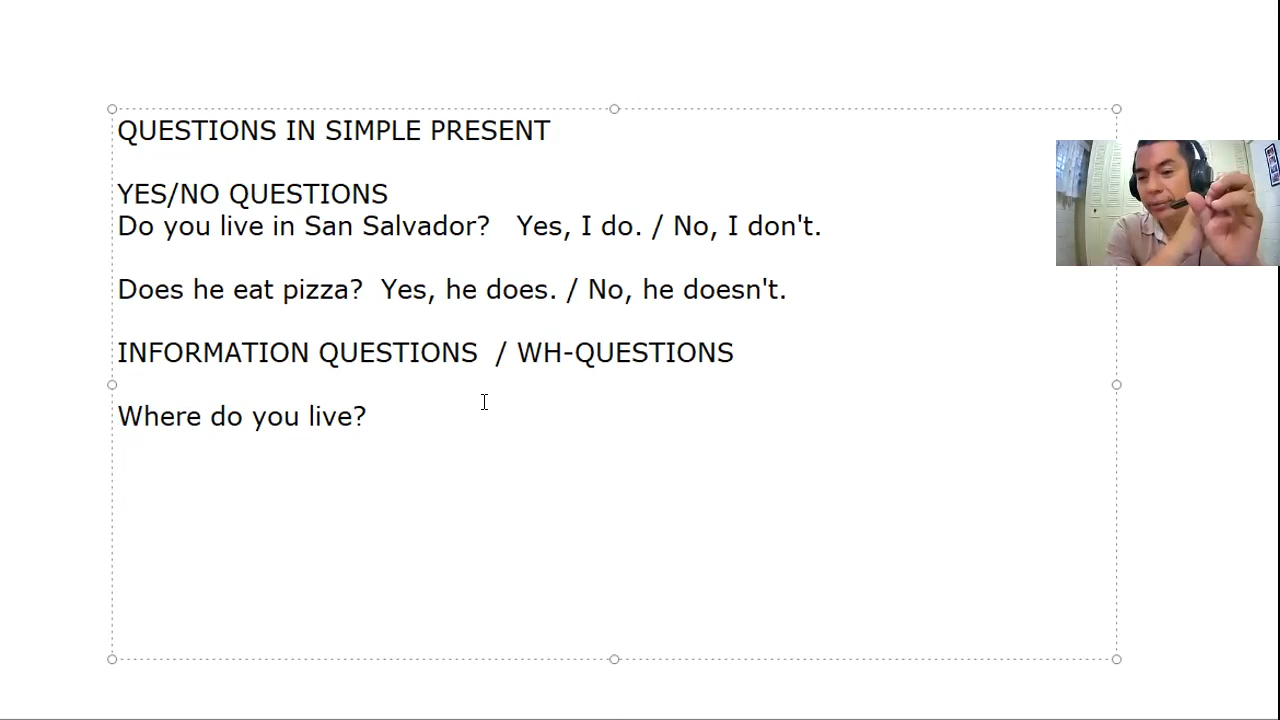 QUESTIONS IN SIMPLE PRESENT
YES/NO QUESTIONS
Do you live in San Salvador? Yes, I do. / No, I don't.
Does he eat pizza? Yes, he does. / No, he doesn't.
INFORMATION QUESTIONS / WH-QUESTIONS
Where do you live?